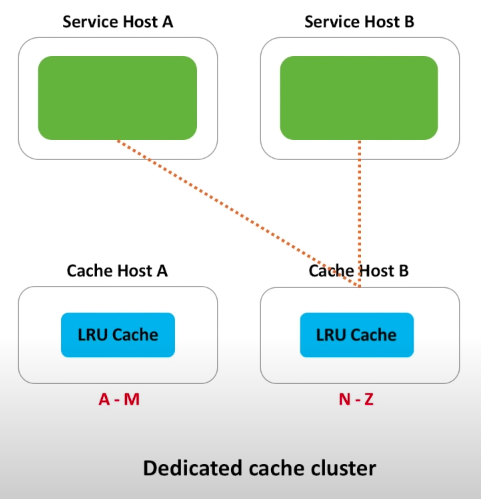 Service Host A
Service Host B
Cache Host A
Cache Host B
LRU Cache
LRU Cache
A - M
N - Z
Dedicated cache cluster